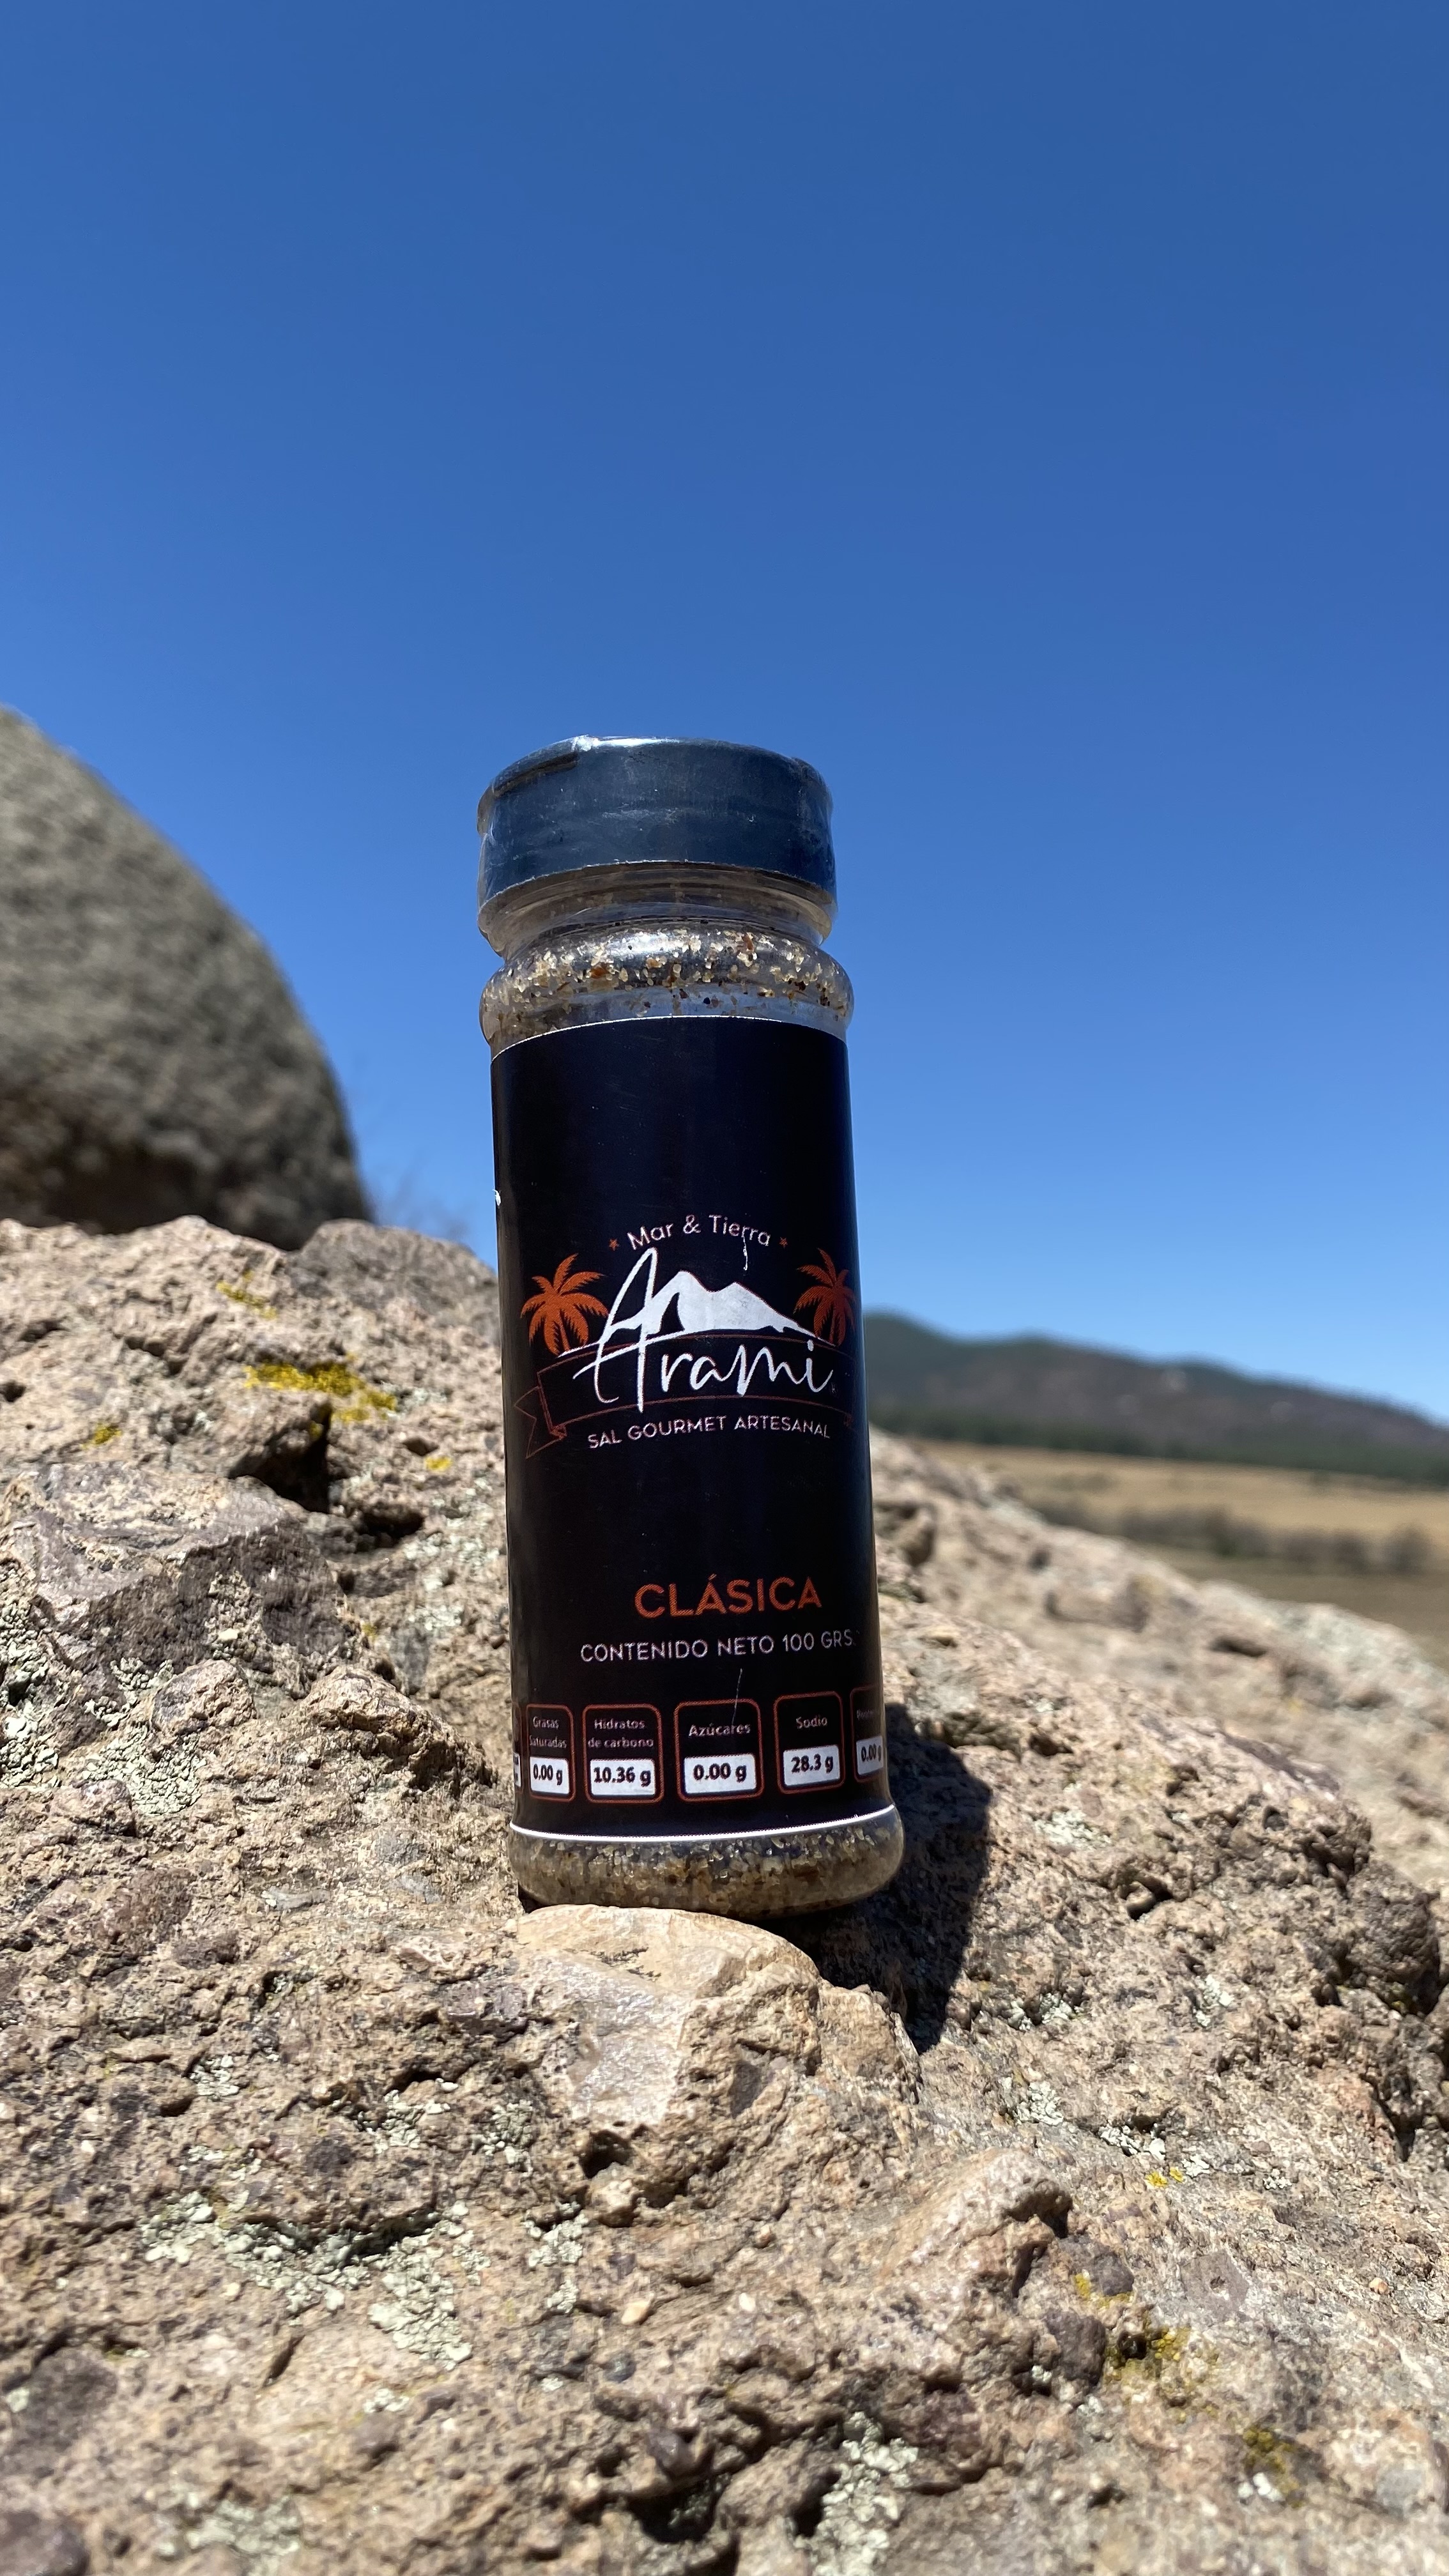 Mar & Tierra
Arami
SAL GOURMET ARTESANAL
CLÁSICA
CONTENIDO NETO 100 GRS.
Grasas Saturadas
0.00 g
Hidratos de carbono
10.36 g
Azúcares
0.00 g
Sodio
28.3 g
0.00 g